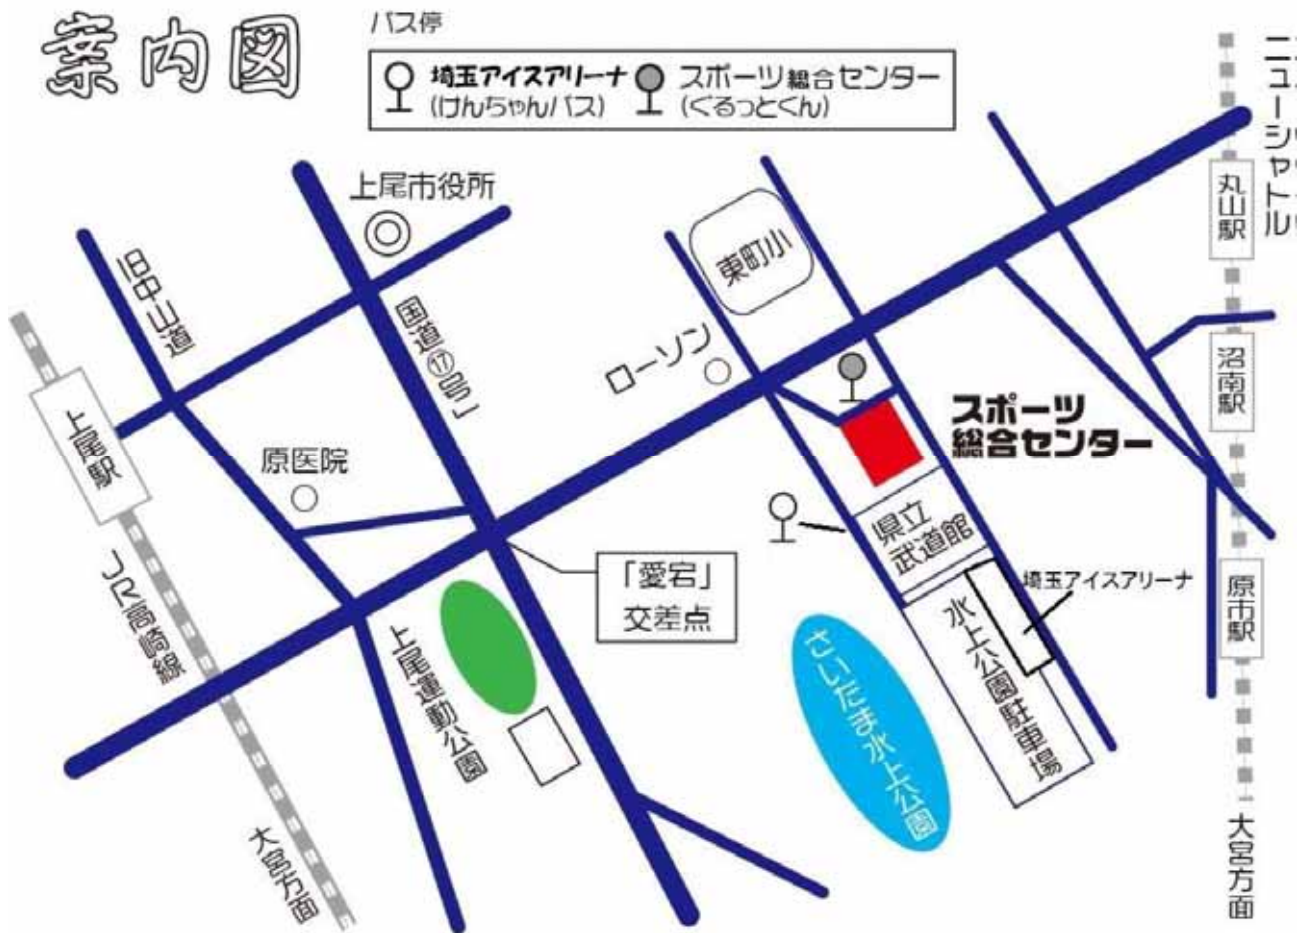 案内図
バス停
埼玉アイスアリーナ
(けんちゃんバス)
スポーツ総合センター
(ぐるっとくん)
上尾市役所
旧中山道
国道⑰号
東町小
ローソン
丸山駅
沼南駅
原市駅
大宮方面
ニューシャトル
上尾駅
原医院
JR高崎線
大宮方面
スポーツ
総合センター
県立
武道館
「愛宕」
交差点
埼玉アイスアリーナ
水上公園駐車場
上尾運動公園
さいたま水上公園